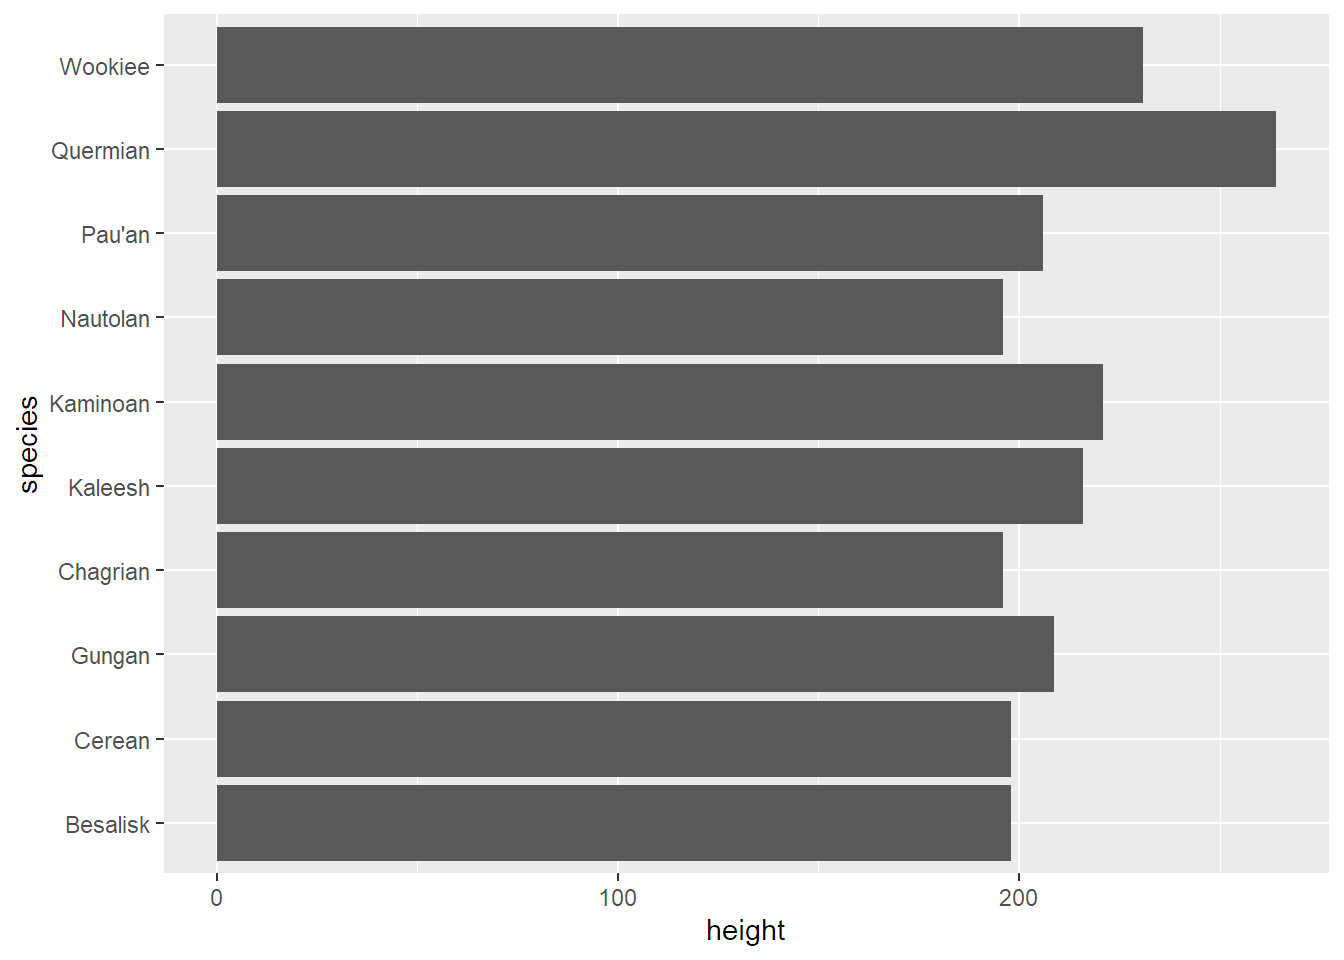 Wookiee
Quermian
Pau'an
Nautolan
Kaminoan
Kaleesh
Chagrian
Gungan
Cerean
Besalisk
species
0 100 200
height